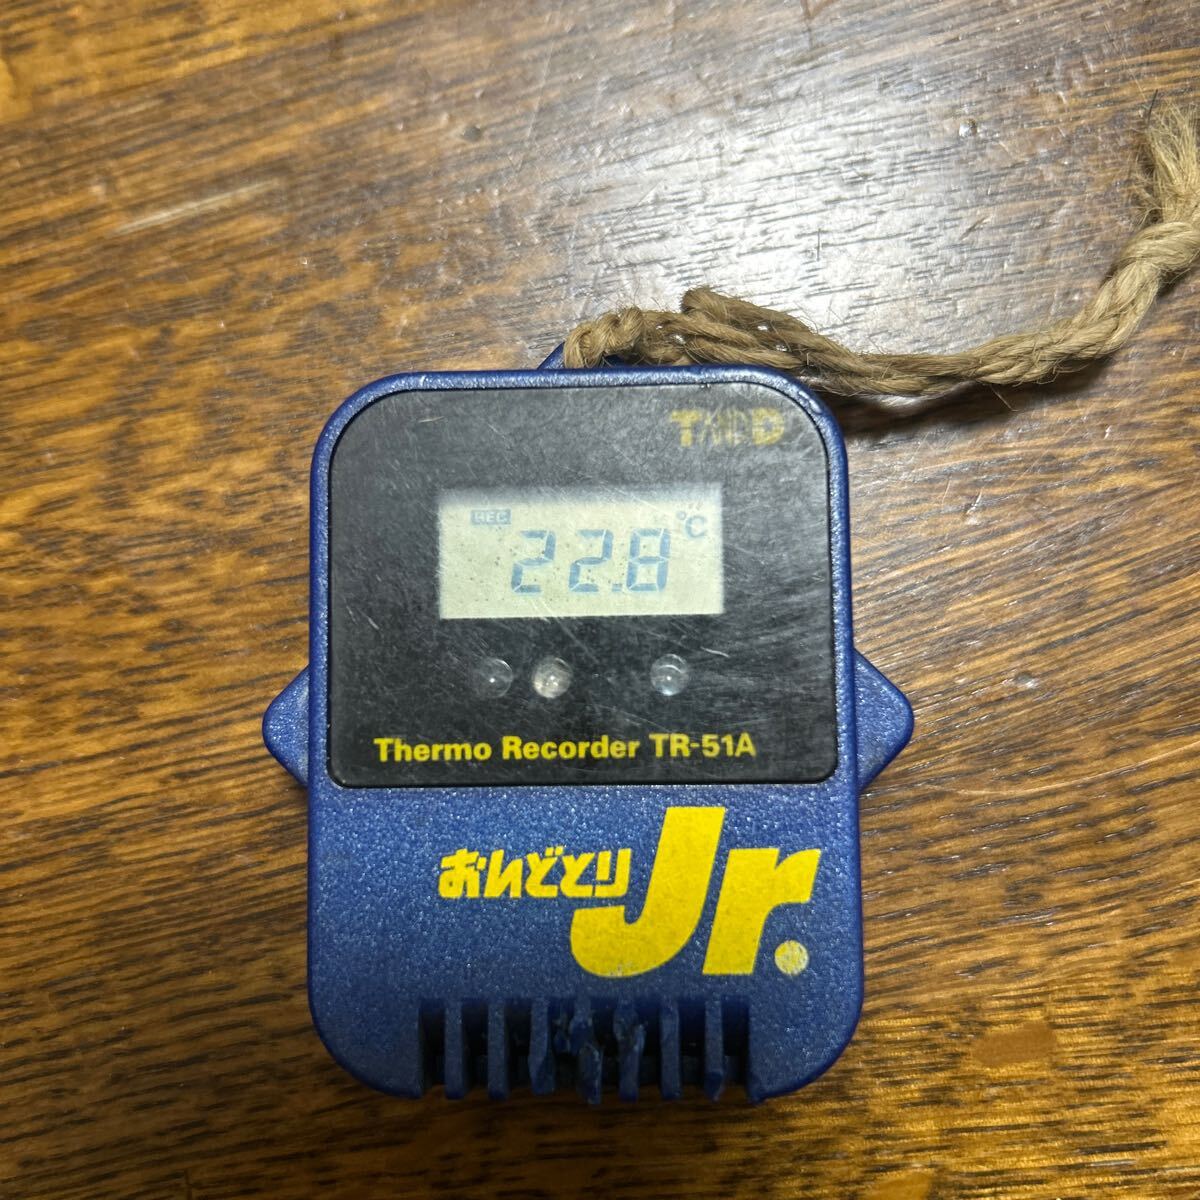 T&D
REC
22.8 °C
Thermo Recorder TR-51A
おんどとり Jr.